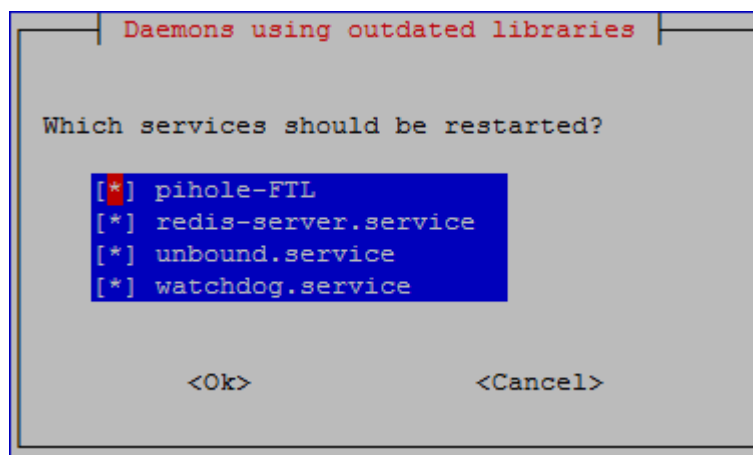 Daemons using outdated libraries
Which services should be restarted?
[*] pihole-FTL
[*] redis-server.service
[*] unbound.service
[*] watchdog.service
<Ok> <Cancel>